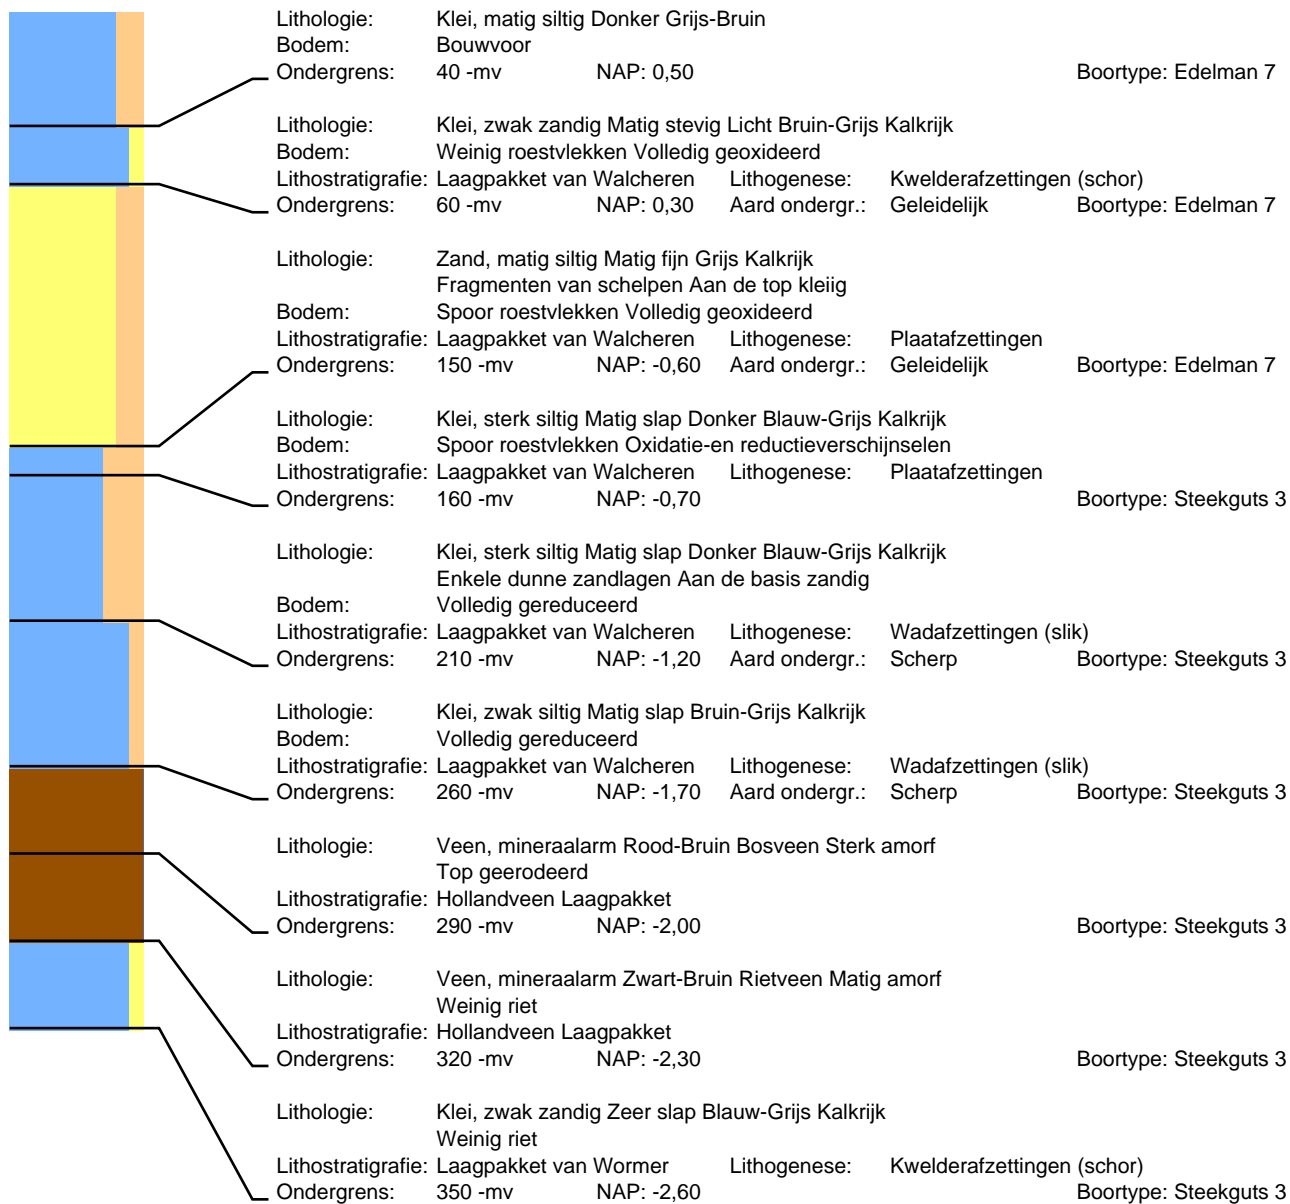 Lithologie: Klei, matig siltig Donker Grijs-Bruin
Bodem: Bouwvoor
Ondergrens: 40 -mv NAP: 0,50 Boortype: Edelman 7
Lithologie: Klei, zwak zandig Matig stevig Licht Bruin-Grijs Kalkrijk
Bodem: Weinig roestvlekken Volledig geoxideerd
Lithostratigrafie: Laagpakket van Walcheren Lithogenese: Kwelderafzettingen (schor)
Ondergrens: 60 -mv NAP: 0,30 Aard ondergr.: Geleidelijk Boortype: Edelman 7
Lithologie: Zand, matig siltig Matig fijn Grijs Kalkrijk
Fragmenten van schelpen Aan de top kleiig
Bodem: Spoor roestvlekken Volledig geoxideerd
Lithostratigrafie: Laagpakket van Walcheren Lithogenese: Plaatafzettingen
Ondergrens: 150 -mv NAP: -0,60 Aard ondergr.: Geleidelijk Boortype: Edelman 7
Lithologie: Klei, sterk siltig Matig slap Donker Blauw-Grijs Kalkrijk
Bodem: Spoor roestvlekken Oxidatie-en reductieverschijnselen
Lithostratigrafie: Laagpakket van Walcheren Lithogenese: Plaatafzettingen
Ondergrens: 160 -mv NAP: -0,70 Boortype: Steekguts 3
Lithologie: Klei, sterk siltig Matig slap Donker Blauw-Grijs Kalkrijk
Enkele dunne zandlagen Aan de basis zandig
Bodem: Volledig gereduceerd
Lithostratigrafie: Laagpakket van Walcheren Lithogenese: Wadafzettingen (slik)
Ondergrens: 210 -mv NAP: -1,20 Aard ondergr.: Scherp Boortype: Steekguts 3
Lithologie: Klei, zwak siltig Matig slap Bruin-Grijs Kalkrijk
Bodem: Volledig gereduceerd
Lithostratigrafie: Laagpakket van Walcheren Lithogenese: Wadafzettingen (slik)
Ondergrens: 260 -mv NAP: -1,70 Aard ondergr.: Scherp Boortype: Steekguts 3
Lithologie: Veen, mineraalarm Rood-Bruin Bosveen Sterk amorf
Top geerodeerd
Lithostratigrafie: Hollandveen Laagpakket
Ondergrens: 290 -mv NAP: -2,00 Boortype: Steekguts 3
Lithologie: Veen, mineraalarm Zwart-Bruin Rietveen Matig amorf
Weinig riet
Lithostratigrafie: Hollandveen Laagpakket
Ondergrens: 320 -mv NAP: -2,30 Boortype: Steekguts 3
Lithologie: Klei, zwak zandig Zeer slap Blauw-Grijs Kalkrijk
Weinig riet
Lithostratigrafie: Laagpakket van Wormer Lithogenese: Kwelderafzettingen (schor)
Ondergrens: 350 -mv NAP: -2,60 Boortype: Steekguts 3